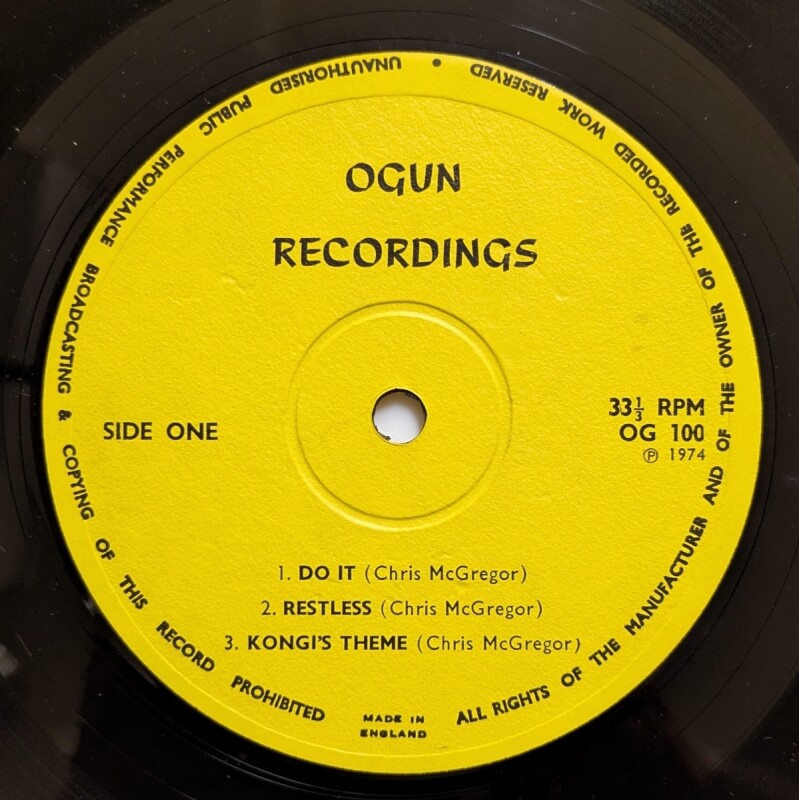 OGUN
RECORDINGS
SIDE ONE
33⅓ RPM
OG 100
℗ 1974
1. DO IT (Chris McGregor)
2. RESTLESS (Chris McGregor)
3. KONGI'S THEME (Chris McGregor)
MADE IN
ENGLAND
ALL RIGHTS OF THE MANUFACTURER AND OF THE OWNER OF THE RECORDED WORK RESERVED • UNAUTHORISED PUBLIC PERFORMANCE BROADCASTING & COPYING OF THIS RECORD PROHIBITED